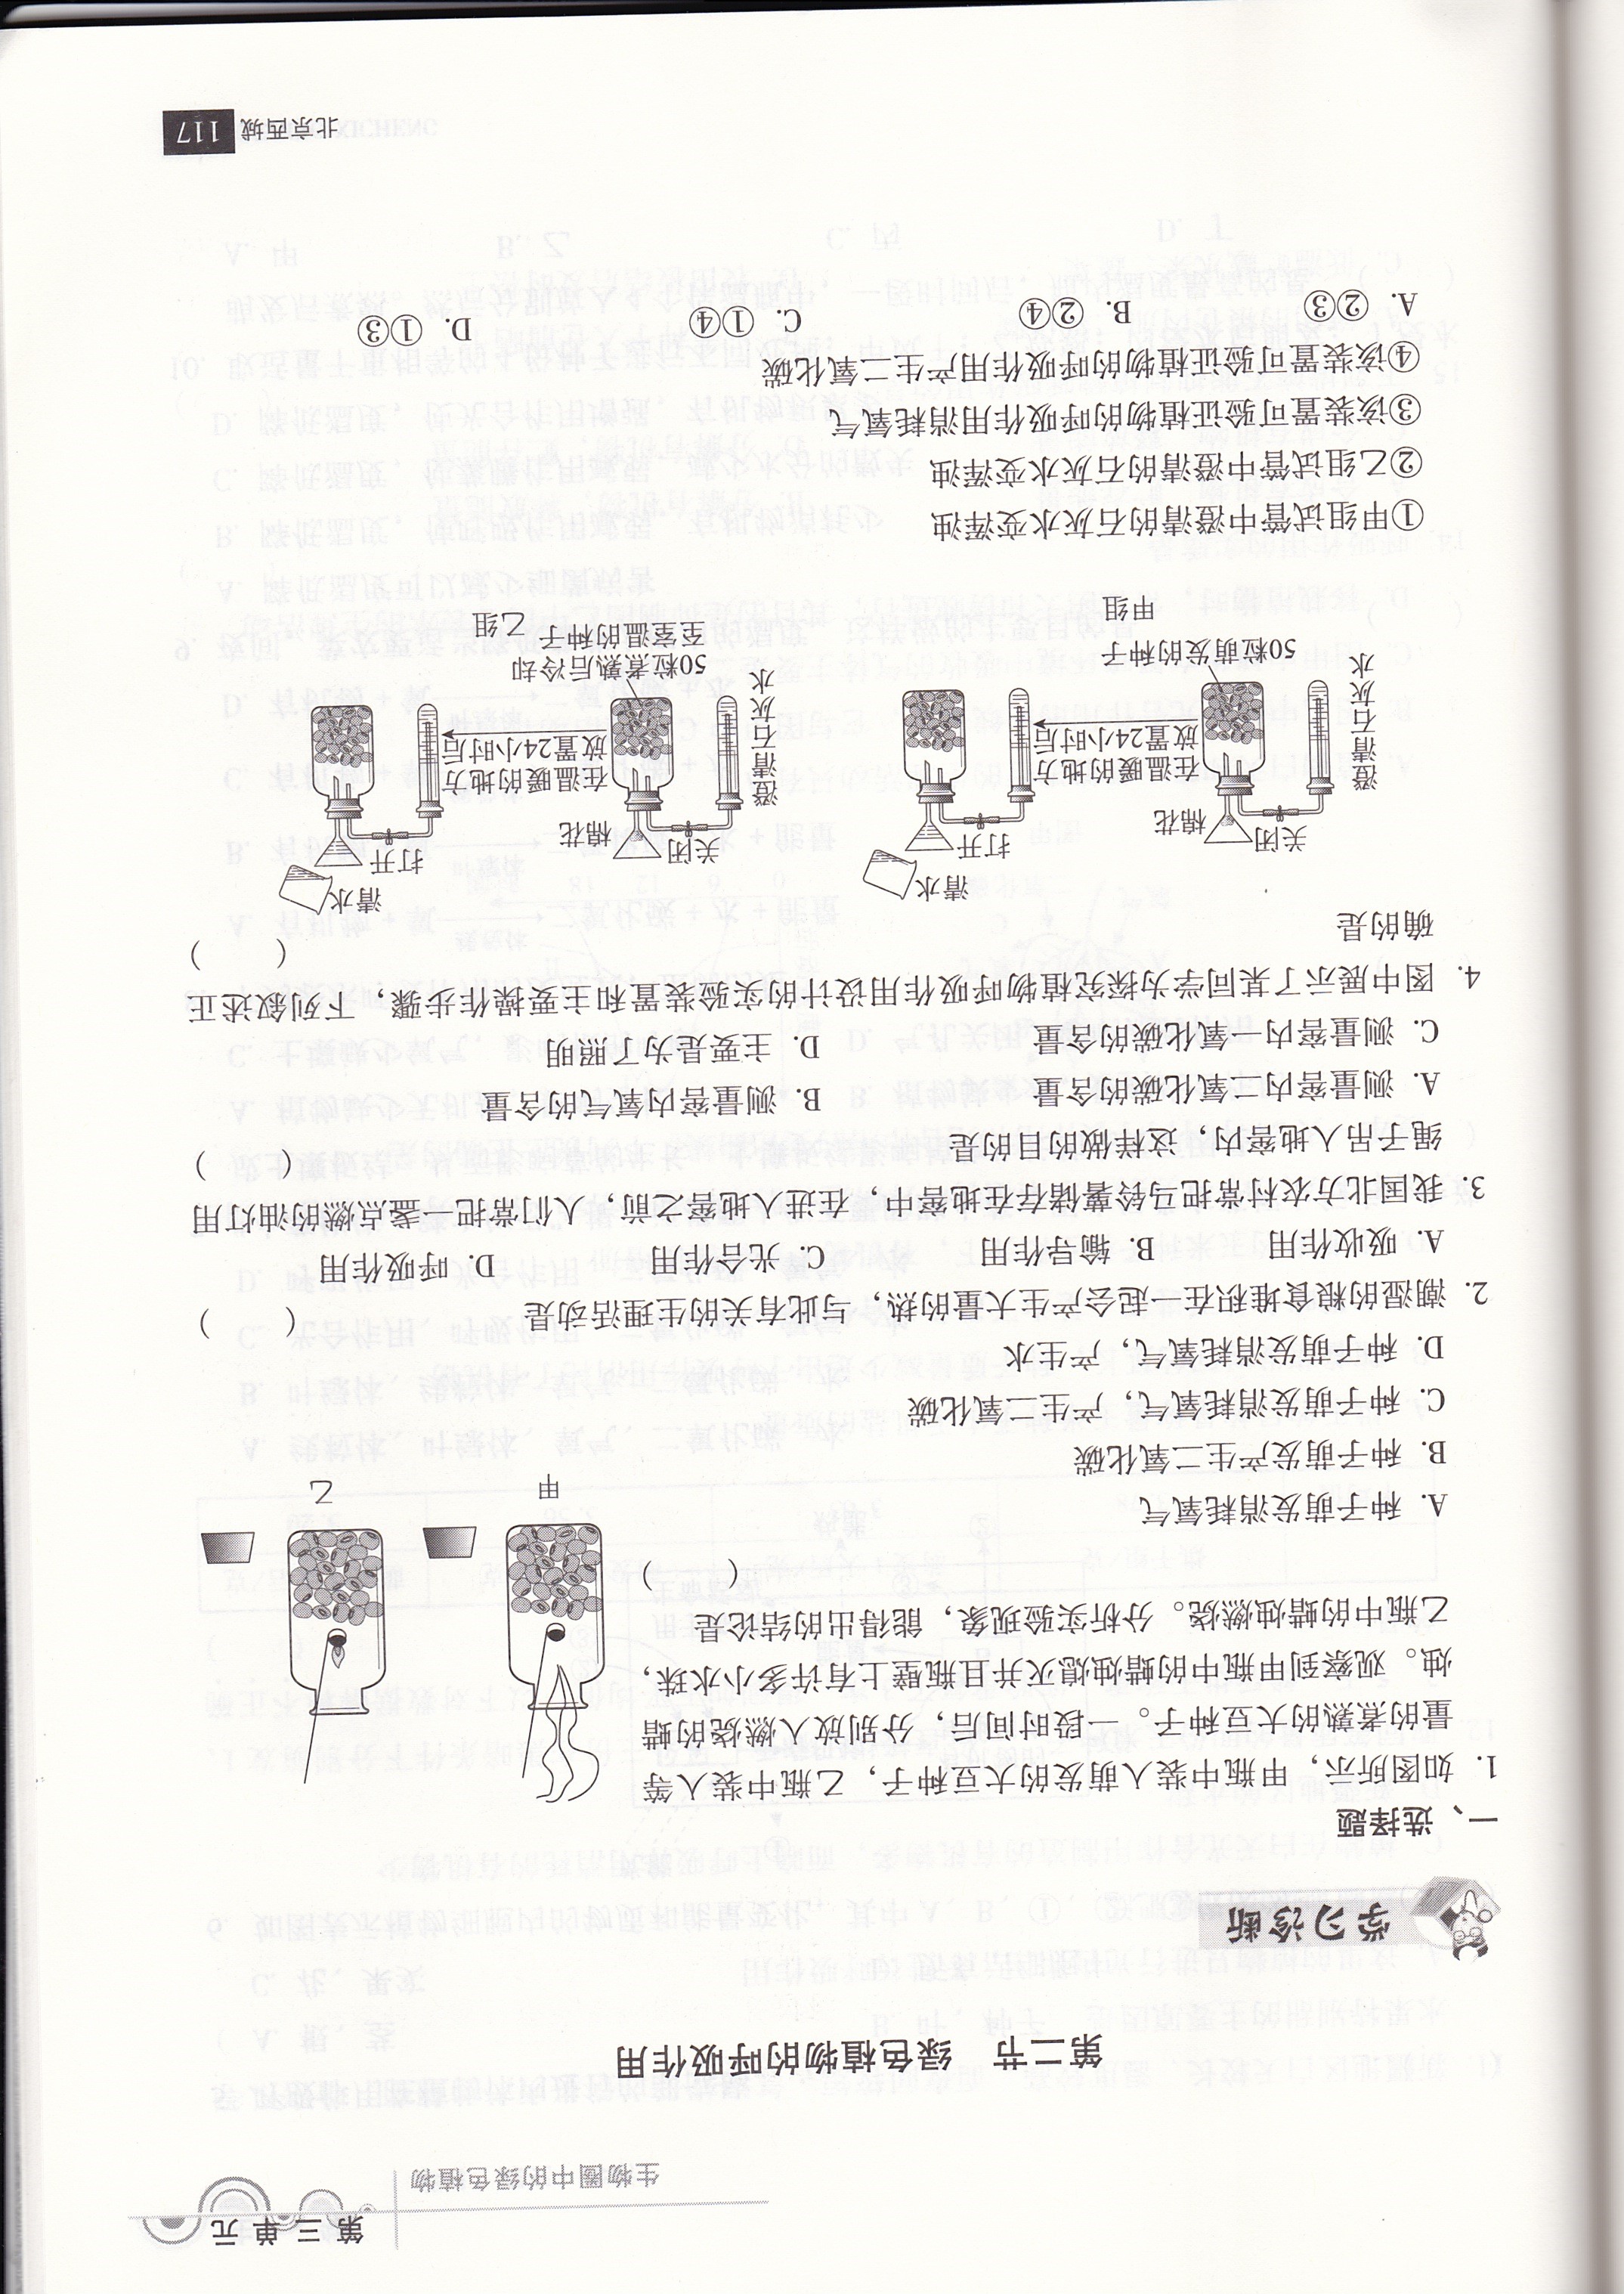 第三单元
生物圈中的绿色植物
第二节 绿色植物的呼吸作用
学习诊断
一、选择题
1. 如图所示，甲瓶中装入萌发的大豆种子，乙瓶中装入等
量的煮熟的大豆种子。一段时间后，分别放入燃烧的蜡
烛。观察到甲瓶中的蜡烛熄灭并且瓶壁上有许多小水珠，
乙瓶中的蜡烛燃烧。分析实验现象，能得出的结论是
（ ）
A. 种子萌发消耗氧气
B. 种子萌发产生二氧化碳
C. 种子萌发消耗氧气，产生二氧化碳
D. 种子萌发消耗氧气，产生水
甲 乙
2. 潮湿的粮食堆积在一起会产生大量的热，与此有关的生理活动是 （ ）
A. 吸收作用 B. 输导作用 C. 光合作用 D. 呼吸作用
3. 我国北方农村常把马铃薯储存在地窖中，在进入地窖之前，人们常把一盏点燃的油灯用
绳子吊入地窖内，这样做的目的是 （ ）
A. 测量窖内二氧化碳的含量 B. 测量窖内氧气的含量
C. 测量窖内一氧化碳的含量 D. 主要是为了照明
4. 图中展示了某同学为探究植物呼吸作用设计的实验装置和主要操作步骤，下列叙述正
确的是 （ ）
清水
关闭
棉花
打开
澄清石灰水
在温暖的地方
放置24小时后
50粒萌发的种子
甲组
清水
关闭
棉花
打开
澄清石灰水
在温暖的地方
放置24小时后
50粒煮熟后冷却
至室温的种子
乙组
①甲组试管中澄清的石灰水变浑浊
②乙组试管中澄清的石灰水变浑浊
③该装置可验证植物的呼吸作用消耗氧气
④该装置可验证植物的呼吸作用产生二氧化碳
A. ②③ B. ②④ C. ①④ D. ①③
北京西城 117